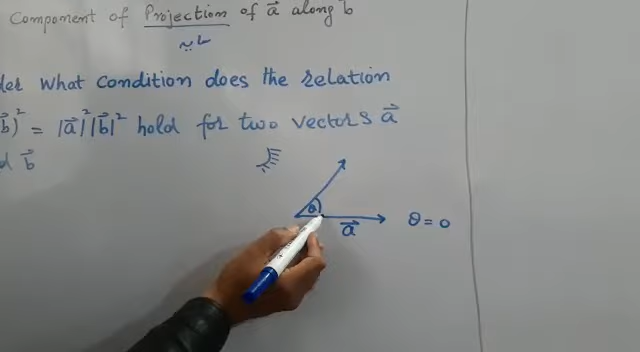 Component of Projection of a⃗ along b
سایہ
der what condition does the relation
b⃗)² = |a⃗|²|b⃗|² hold for two vectors a⃗
d b⃗
θ
a⃗ θ = 0